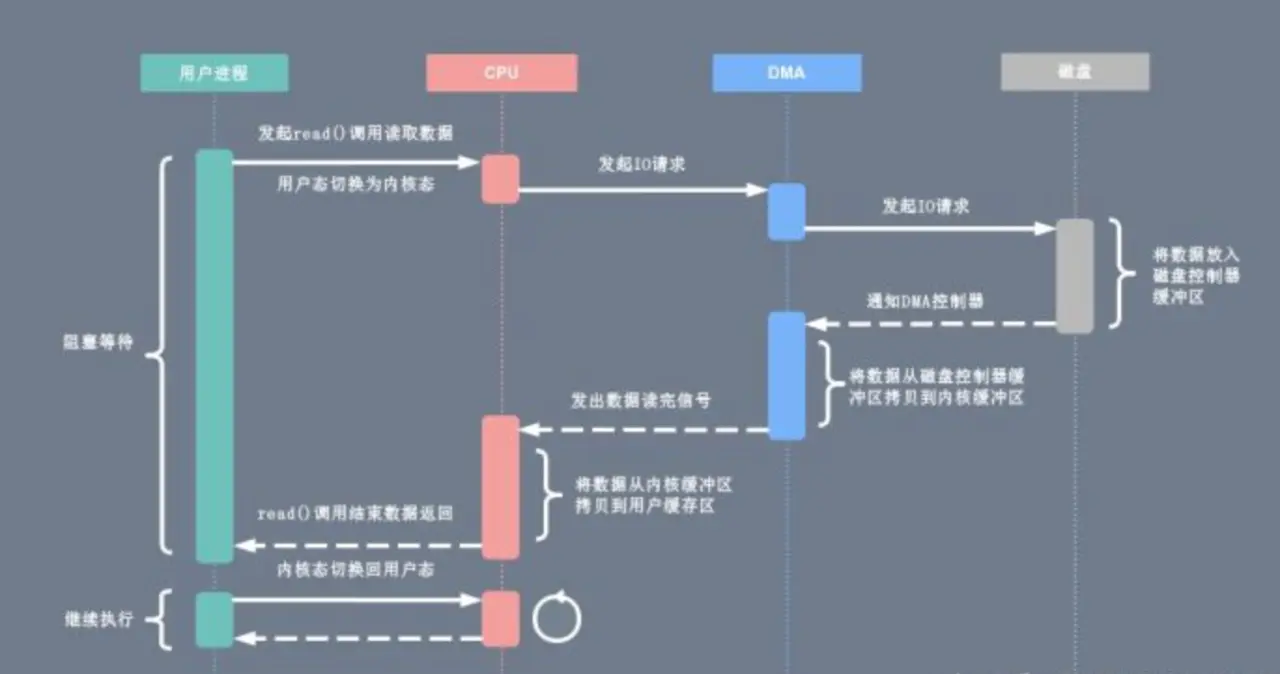 用户进程
CPU
DMA
磁盘
发起read()调用读取数据
用户态切换为内核态
发起IO请求
发起IO请求
将数据放入
磁盘控制器
缓冲区
通知DMA控制器
阻塞等待
将数据从磁盘控制器缓
冲区拷贝到内核缓冲区
发出数据读完信号
将数据从内核缓冲区
拷贝到用户缓存区
read()调用结束数据返回
内核态切换回用户态
继续执行